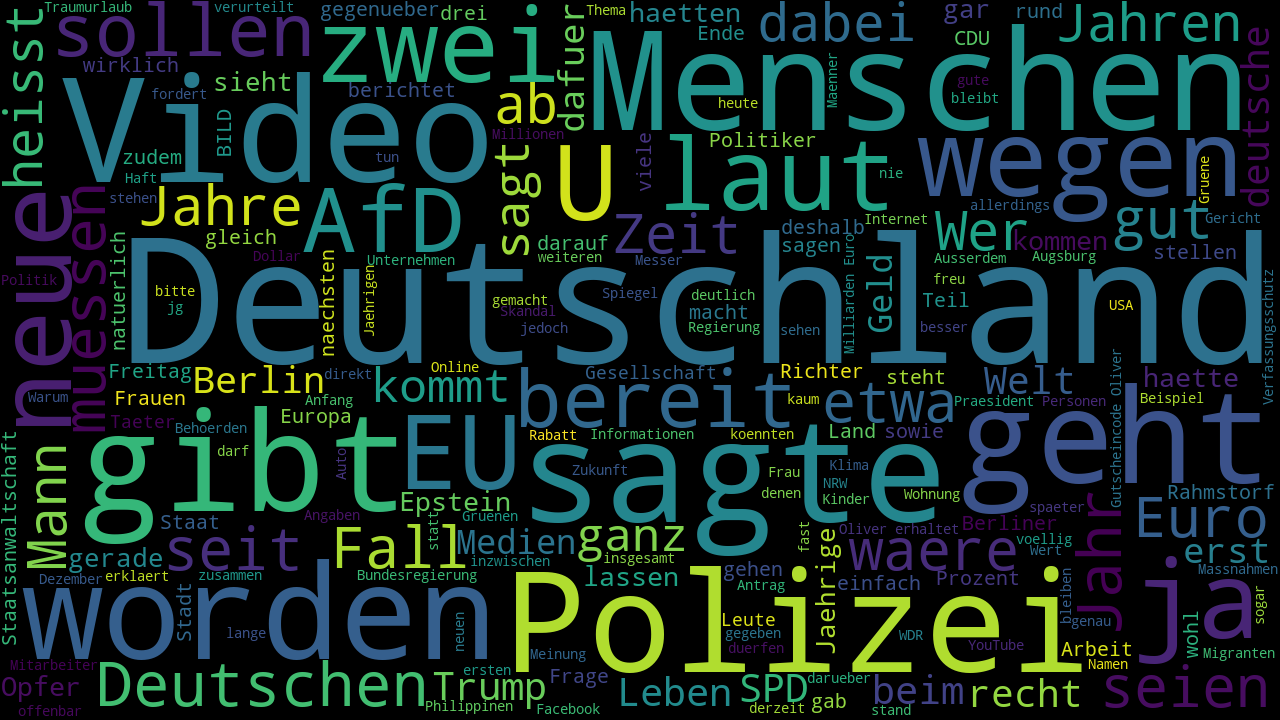 Traumurlaub
verurteilt
gegenueber
drei
Thema
haetten
dabei
gar
rund
Jahren
heisst
sollen
zwei
dafuer
Menschen
Ende
CDU
deutsche
wirklich
sieht
berichtet
Video
fordert
ab
heute
Maenner
gute
bleibt
BILD
Millionen
sagt
U
viele
Politiker
laut
wegen
zudem
tun
nie
Gruene
Haft
stehen
neue
muessen
Jahre
AfD
allerdings
gut
Gericht
Zeit
deshalb
sagen
Internet
Wer
kommen
gleich
darauf
weiteren
stellen
natuerlich
Dollar
Unternehmen
Messer
Ausserdem
Augsburg
Geld
Milliarden Euro
Politik
bitte
jg
Deutschland
naechsten
Jaehrigen
gemacht
Skandal
jedoch
Spiegel
deutlich
macht
Regierung
sehen
freu
Teil
besser
USA
Verfassungsschutz
Freitag
Berlin
direkt
Online
kommt
Gesellschaft
Richter
steht
Welt
haette
Warum
Frauen
Anfang
bereit
kaum
etwa
Praesident
Personen
Beispiel
Gutscheincode Oliver
Taeter
Behoerden
Europa
EU
Rabatt
Informationen
koennten
Land
sowie
geht
gibt
darf
Auto
Zukunft
sagte
Frau
Klima
NRW
denen
Kinder
Wohnung
Mann
Staatsanwaltschaft
Epstein
Rahmstorf
Staat
Angaben
statt
Gruenen
fast
Oliver erhaltet
Berliner
spaeter
Euro
Jahr
gerade
seit
Fall
Medien
ganz
voellig
waere
Wert
erst
inzwischen
insgesamt
Massnahmen
Dezember
erklaert
zusammen
Bundesregierung
lassen
gehen
Antrag
Jaehrige
einfach
Prozent
bleiben
ja
sogar
worden
Stadt
lange
neuen
Polizei
Leute
gegeben
duerfen
WDR
YouTube
genau
Arbeit
Namen
wohl
Migranten
Mitarbeiter
Opfer
offenbar
Deutschen
ersten
Trump
Philippinen
Meinung
Frage
Facebook
Leben
SPD
derzeit
darueber
gab
beim
stand
recht
seien